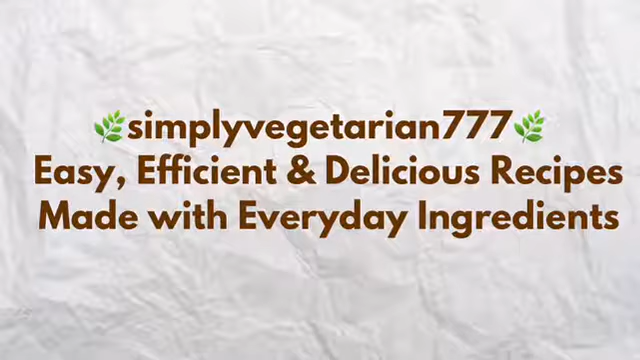 🌿simplyvegetarian777🌿
Easy, Efficient & Delicious Recipes
Made with Everyday Ingredients